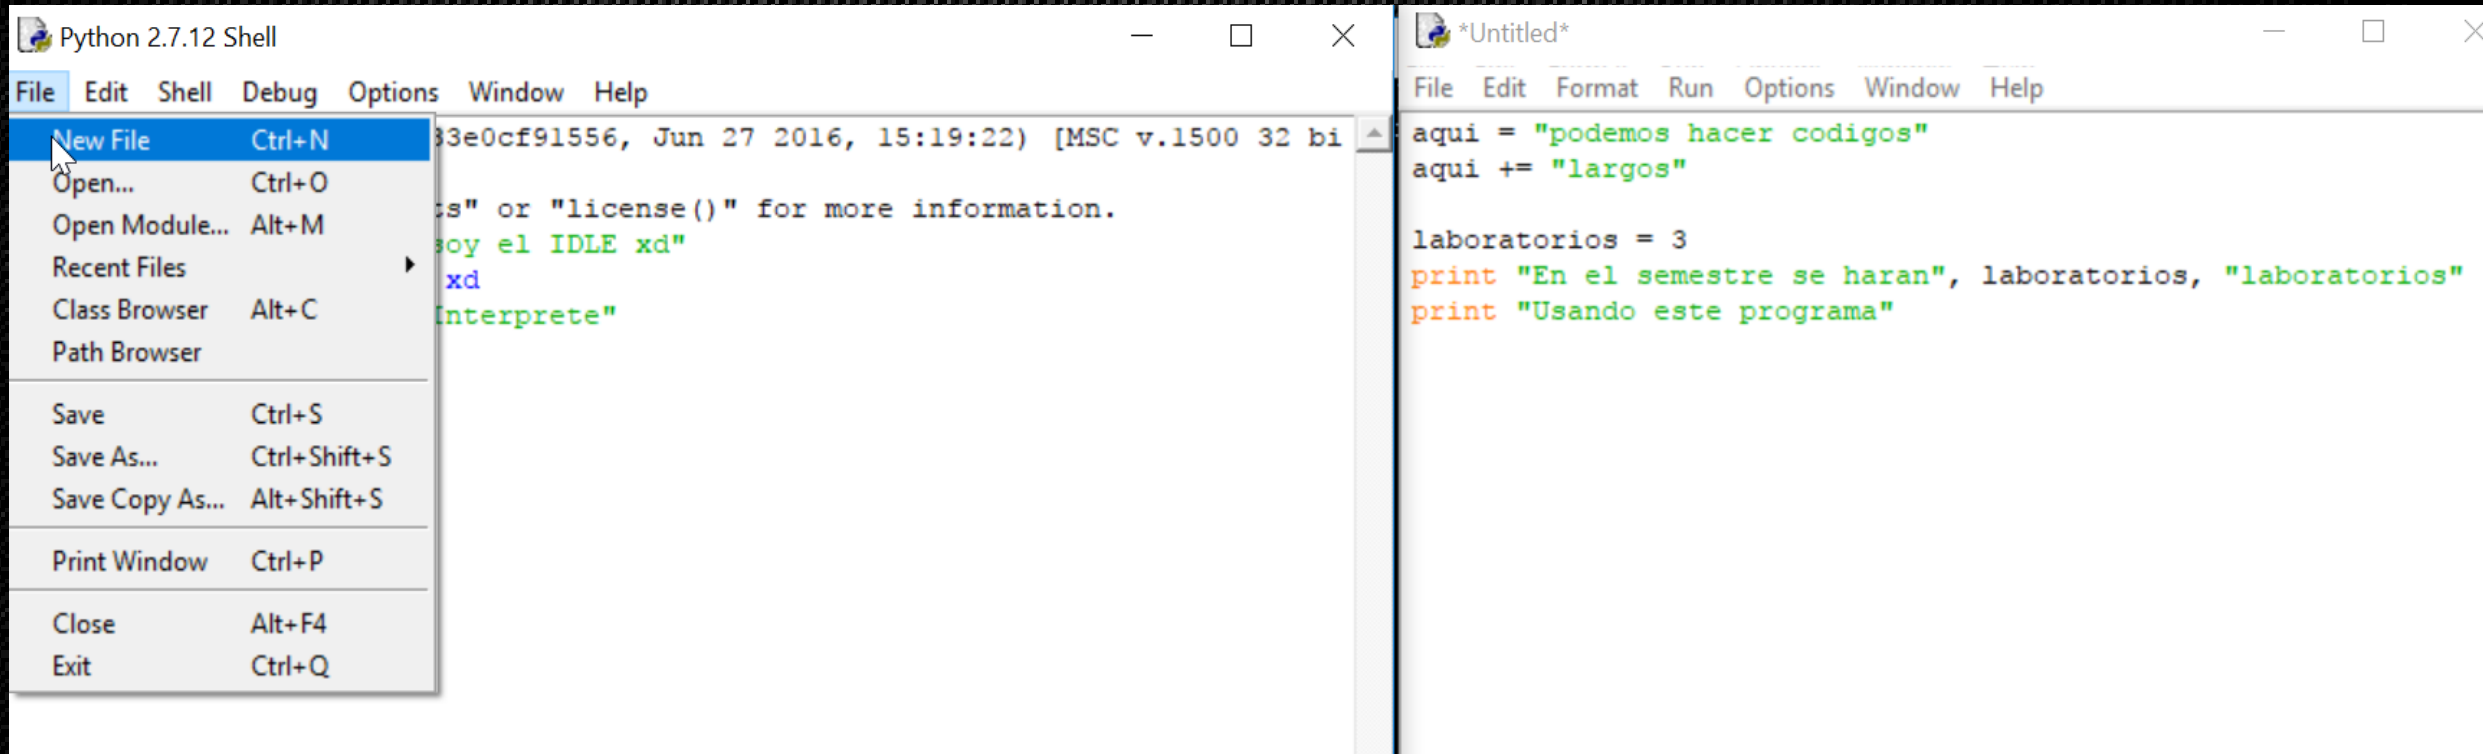 Python 2.7.12 Shell
File Edit Shell Debug Options Window Help
New File Ctrl+N
Open... Ctrl+O
Open Module... Alt+M
Recent Files
Class Browser Alt+C
Path Browser
Save Ctrl+S
Save As... Ctrl+Shift+S
Save Copy As... Alt+Shift+S
Print Window Ctrl+P
Close Alt+F4
Exit Ctrl+Q
33e0cf91556, Jun 27 2016, 15:19:22) [MSC v.1500 32 bi
ts" or "license()" for more information.
soy el IDLE xd"
xd
Interprete"
*Untitled*
File Edit Format Run Options Window Help
aqui = "podemos hacer codigos"
aqui += "largos"
laboratorios = 3
print "En el semestre se haran", laboratorios, "laboratorios"
print "Usando este programa"